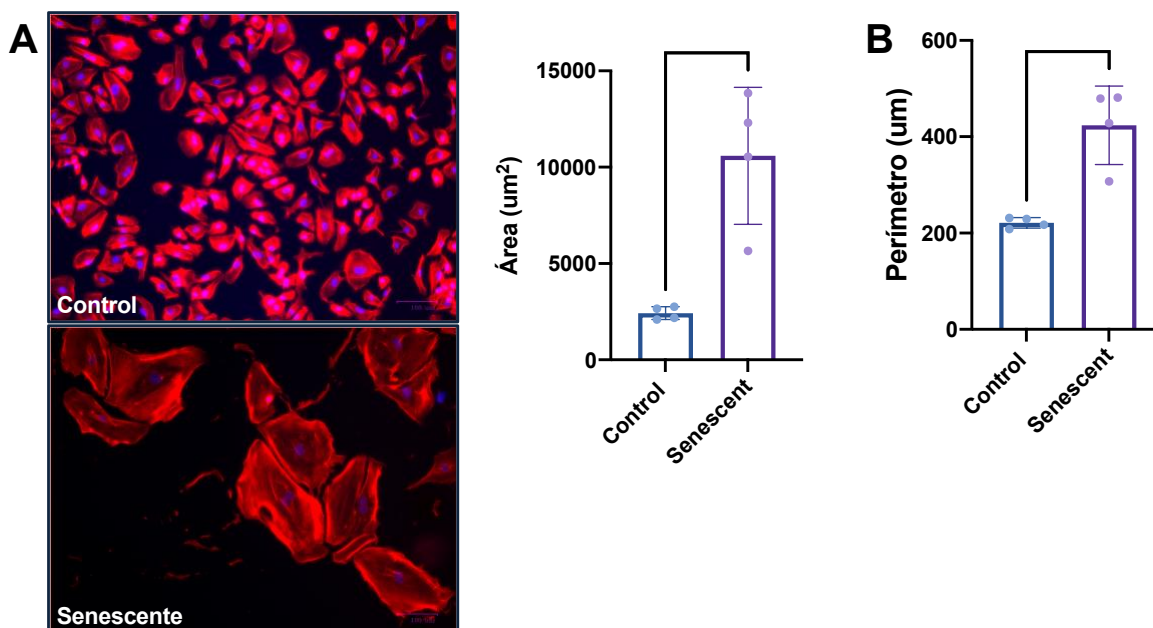 A
Control
Senescente
Área (um²)
15000
10000
5000
0
Control
Senescent
B
Perímetro (um)
600
400
200
0
Control
Senescent